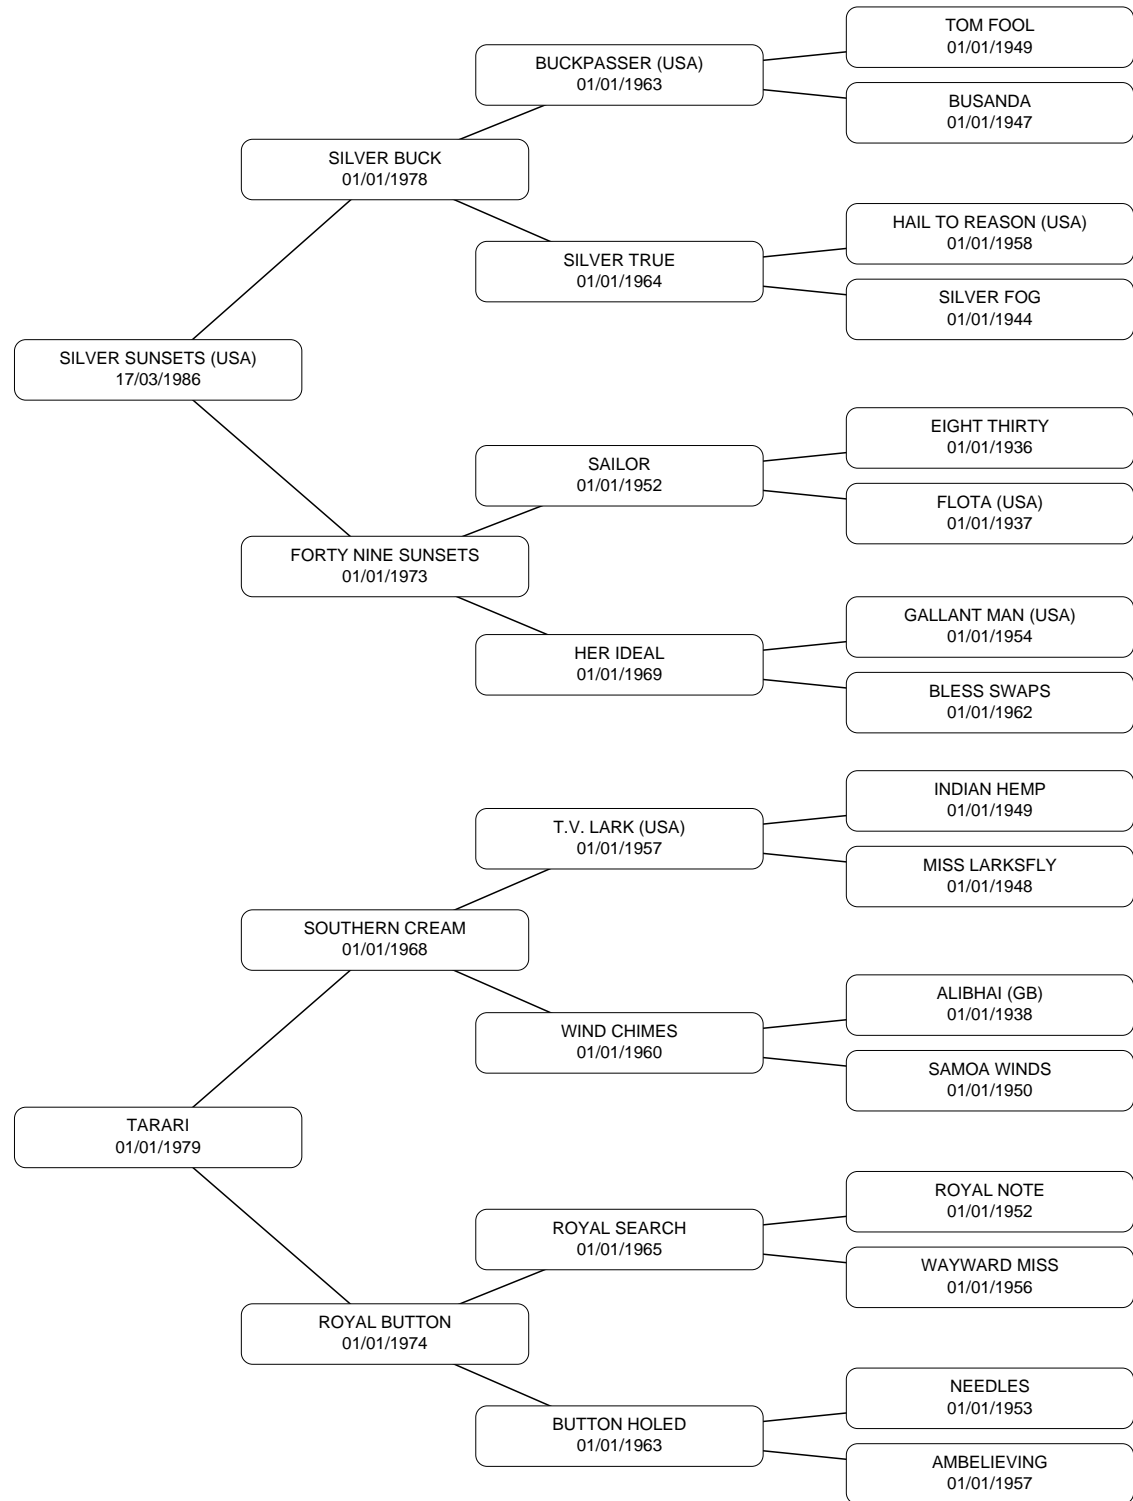 TOM FOOL
01/01/1949
BUCKPASSER (USA)
01/01/1963
BUSANDA
01/01/1947
SILVER BUCK
01/01/1978
HAIL TO REASON (USA)
01/01/1958
SILVER TRUE
01/01/1964
SILVER FOG
01/01/1944
SILVER SUNSETS (USA)
17/03/1986
EIGHT THIRTY
01/01/1936
SAILOR
01/01/1952
FLOTA (USA)
01/01/1937
FORTY NINE SUNSETS
01/01/1973
GALLANT MAN (USA)
01/01/1954
HER IDEAL
01/01/1969
BLESS SWAPS
01/01/1962
INDIAN HEMP
01/01/1949
T.V. LARK (USA)
01/01/1957
MISS LARKSFLY
01/01/1948
SOUTHERN CREAM
01/01/1968
ALIBHAI (GB)
01/01/1938
WIND CHIMES
01/01/1960
SAMOA WINDS
01/01/1950
TARARI
01/01/1979
ROYAL NOTE
01/01/1952
ROYAL SEARCH
01/01/1965
WAYWARD MISS
01/01/1956
ROYAL BUTTON
01/01/1974
NEEDLES
01/01/1953
BUTTON HOLED
01/01/1963
AMBELIEVING
01/01/1957